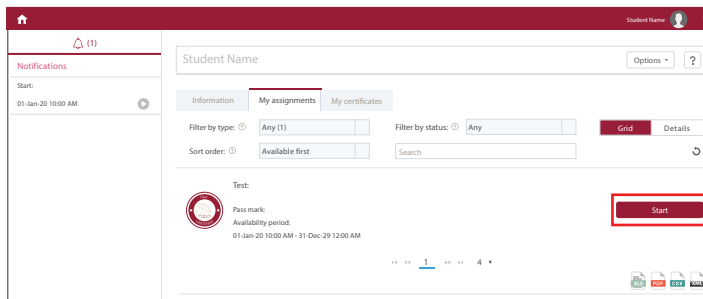 Student Name
(1)
Notifications
Start:
01-Jan-20 10:00 AM
Student Name
Options
?
Information
My assignments
My certificates
Filter by type:
?
Any (1)
Filter by status:
?
Any
Grid
Details
Sort order:
?
Available first
Search
Test:
Pass mark:
Availability period:
01-Jan-20 10:00 AM - 31-Dec-29 12:00 AM
Start
1
4
XLS
PDF
CSV
XML